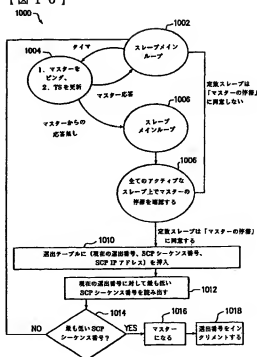 【図10】
1000
1002
スレーブメイン
ループ
1004
タイマ
1、マスターを
ピング、
2、TSを更新
マスター応答
定数スレーブは
「マスターの停替」
に同意しない
マスターからの
応答無し
1006
スレーブ
メインループ
1006
全てのアクティブな
スレーブ上でマスターの
停替を確認する
定数スレーブは「マスターの停替」
に同意する
1010
選出テーブルに(現在の選出番号、SCPシーケンス番号、
SCP IPアドレス)を挿入
現在の選出番号に対して最も低い
SCPシーケンス番号を読み出す
1012
1014
最も低いSCP
シーケンス番号?
NO
YES
1016
マスター
になる
1018
選出番号をイン
クリメントする